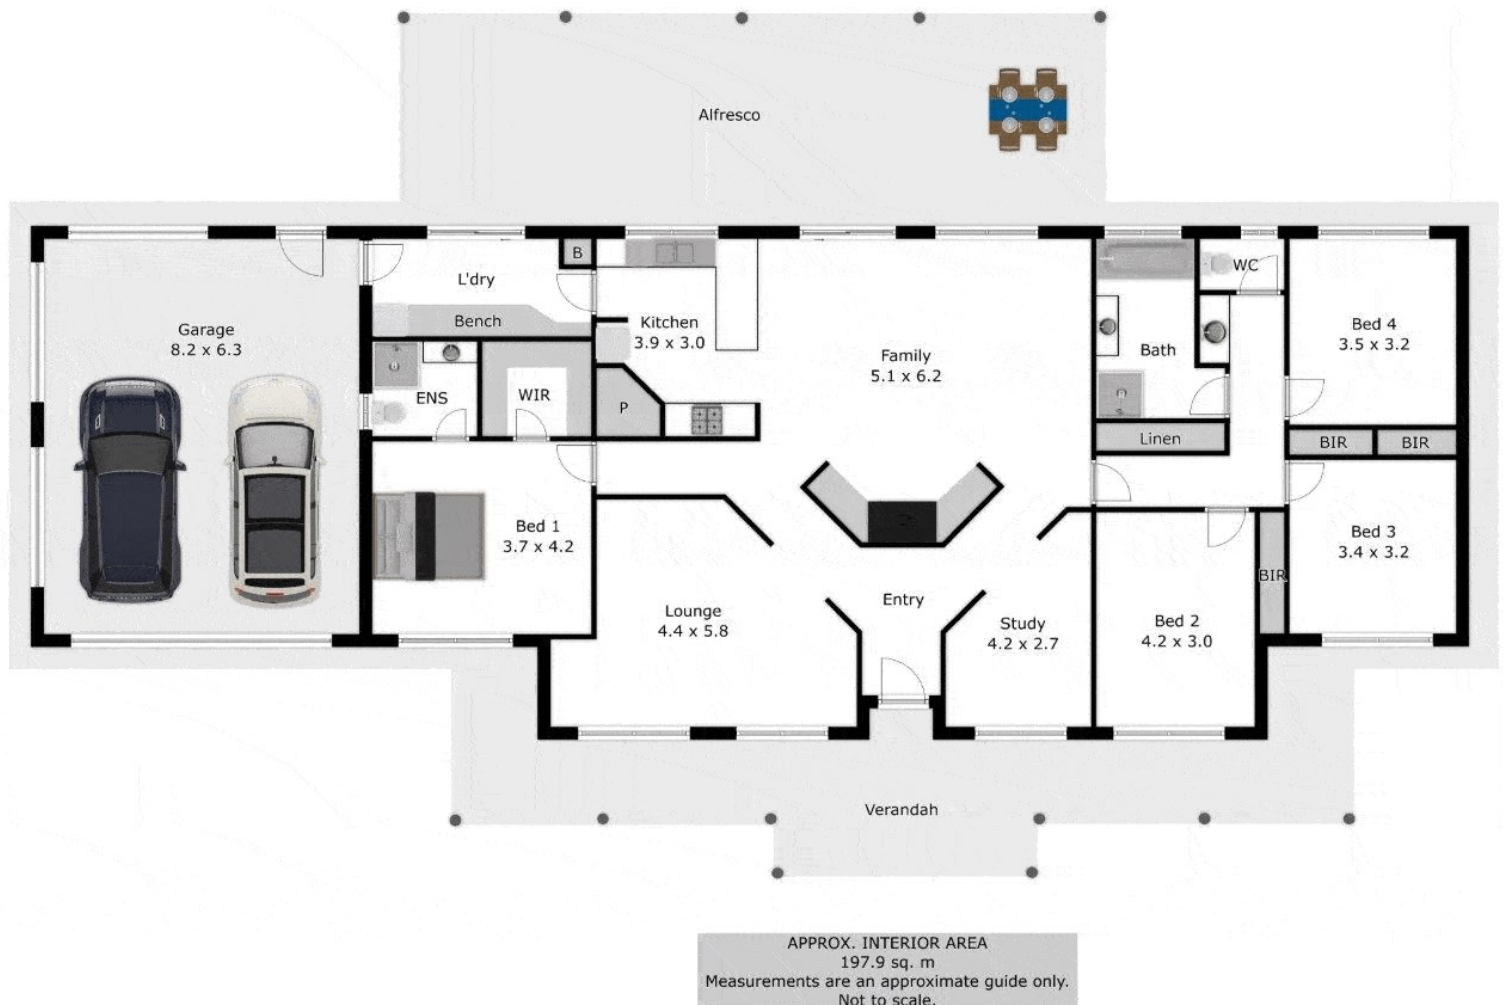 Alfresco
B
L'dry
WC
Bench
Kitchen
3.9 x 3.0
Garage
8.2 x 6.3
Bed 4
3.5 x 3.2
Bath
Family
5.1 x 6.2
ENS
WIR
P
Linen
BIR
BIR
Bed 1
3.7 x 4.2
Bed 3
3.4 x 3.2
BIR
Entry
Lounge
4.4 x 5.8
Study
4.2 x 2.7
Bed 2
4.2 x 3.0
Verandah
APPROX. INTERIOR AREA
197.9 sq. m
Measurements are an approximate guide only.
Not to scale.